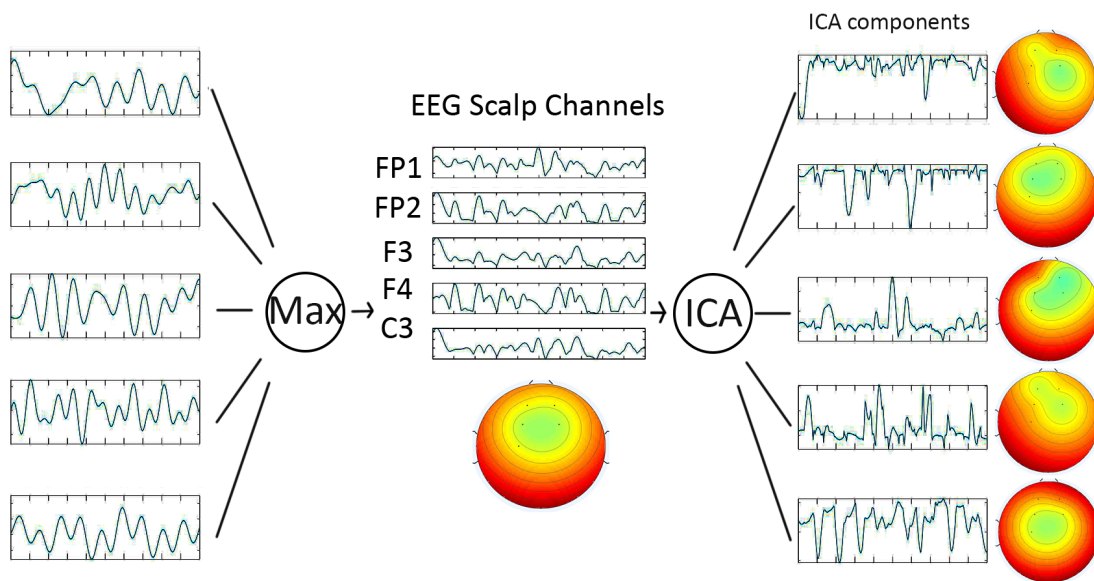 ICA components
EEG Scalp Channels
FP1
FP2
F3
F4
C3
Max
ICA